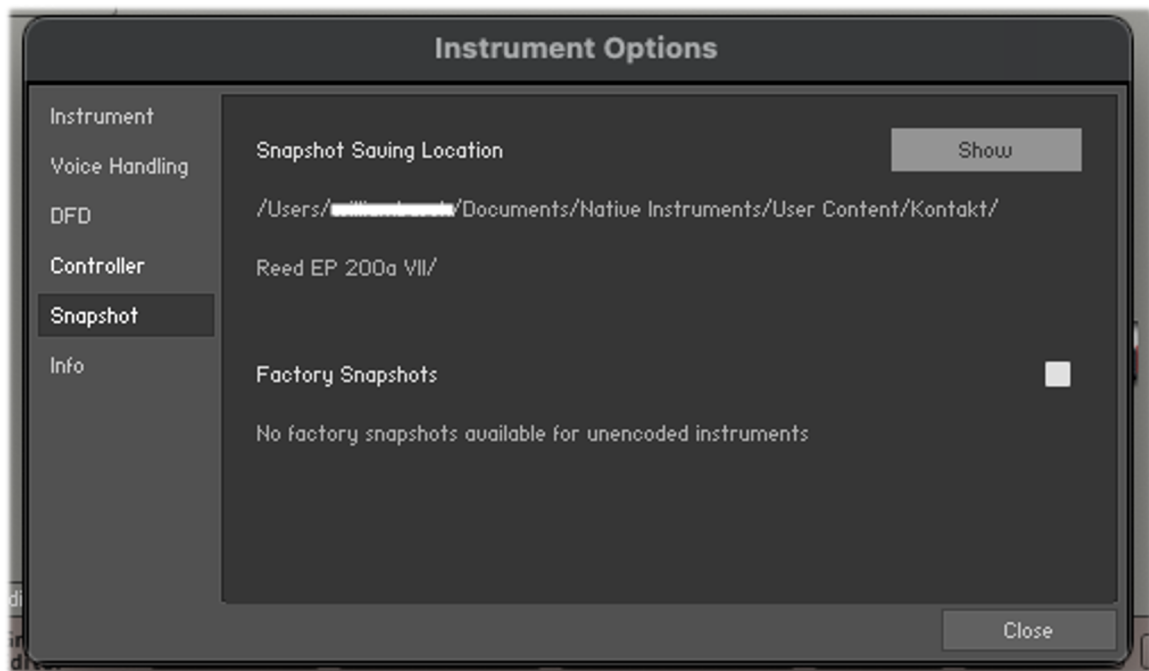 Instrument Options
Instrument
Voice Handling
DFD
Controller
Snapshot
Info
Snapshot Saving Location
Show
/Users/ /Documents/Native Instruments/User Content/Kontakt/
Reed EP 200a VII/
Factory Snapshots
No factory snapshots available for unencoded instruments
Close